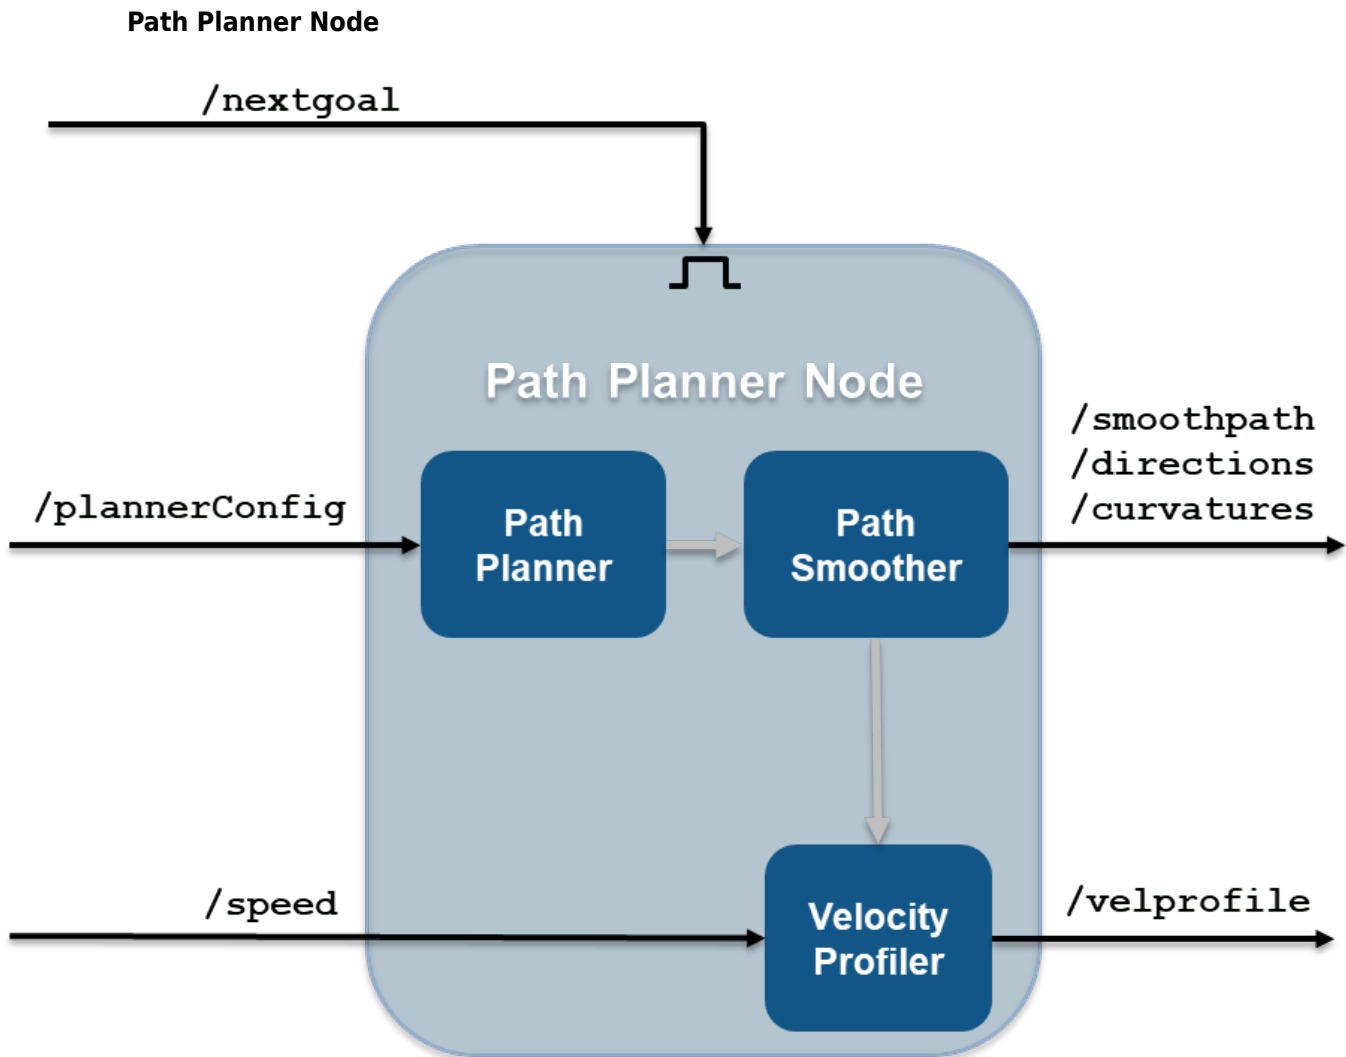 Path Planner Node
/nextgoal
Path Planner Node
/smoothpath
/directions
/curvatures
/plannerConfig
Path
Planner
Path
Smoother
/speed
Velocity
Profiler
/velprofile